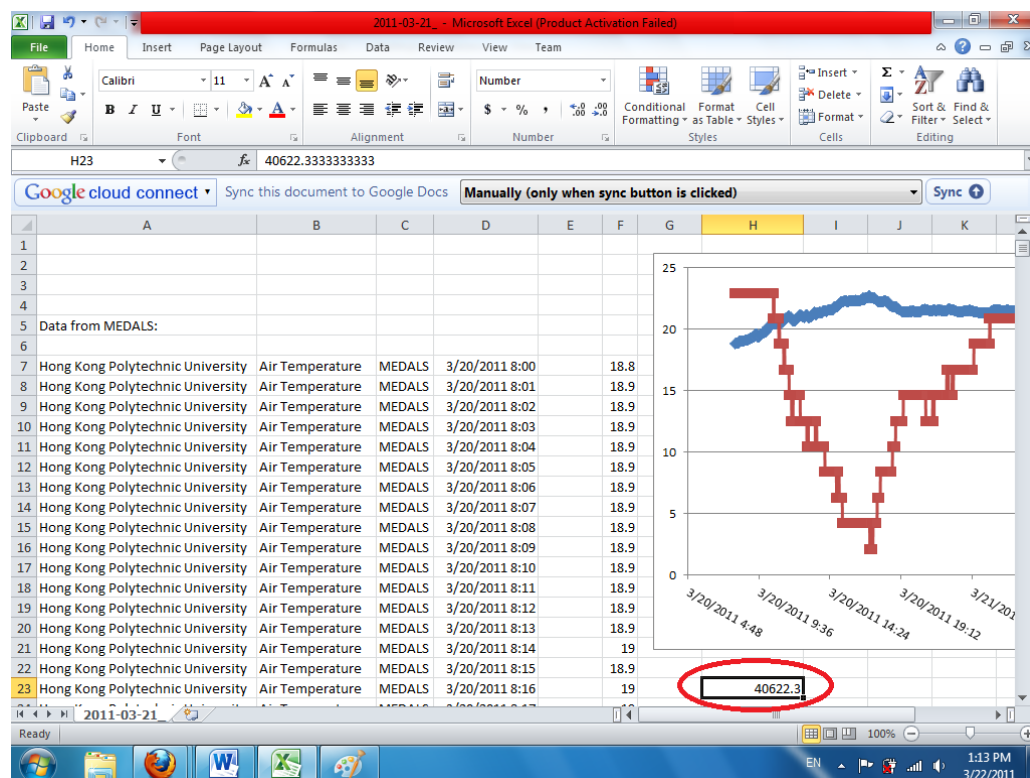 2011-03-21_ - Microsoft Excel (Product Activation Failed)
File Home Insert Page Layout Formulas Data Review View Team
Calibri 11 A A Number Insert Σ
Paste Delete
B I U A $ % , .00 .0 Conditional Format Cell Format Sort & Find &
Formatting as Table Styles Filter Select
Clipboard Font Alignment Number Styles Cells Editing
H23 fx 40622.3333333333
Google cloud connect Sync this document to Google Docs Manually (only when sync button is clicked) Sync
A B C D E F G H I J K
1
2
3
4
5 Data from MEDALS:
6
7 Hong Kong Polytechnic University Air Temperature MEDALS 3/20/2011 8:00 18.8
8 Hong Kong Polytechnic University Air Temperature MEDALS 3/20/2011 8:01 18.9
9 Hong Kong Polytechnic University Air Temperature MEDALS 3/20/2011 8:02 18.9
10 Hong Kong Polytechnic University Air Temperature MEDALS 3/20/2011 8:03 18.9
11 Hong Kong Polytechnic University Air Temperature MEDALS 3/20/2011 8:04 18.9
12 Hong Kong Polytechnic University Air Temperature MEDALS 3/20/2011 8:05 18.9
13 Hong Kong Polytechnic University Air Temperature MEDALS 3/20/2011 8:06 18.9
14 Hong Kong Polytechnic University Air Temperature MEDALS 3/20/2011 8:07 18.9
15 Hong Kong Polytechnic University Air Temperature MEDALS 3/20/2011 8:08 18.9
16 Hong Kong Polytechnic University Air Temperature MEDALS 3/20/2011 8:09 18.9
17 Hong Kong Polytechnic University Air Temperature MEDALS 3/20/2011 8:10 18.9
18 Hong Kong Polytechnic University Air Temperature MEDALS 3/20/2011 8:11 18.9
19 Hong Kong Polytechnic University Air Temperature MEDALS 3/20/2011 8:12 18.9
20 Hong Kong Polytechnic University Air Temperature MEDALS 3/20/2011 8:13 18.9
21 Hong Kong Polytechnic University Air Temperature MEDALS 3/20/2011 8:14 19
22 Hong Kong Polytechnic University Air Temperature MEDALS 3/20/2011 8:15 18.9
23 Hong Kong Polytechnic University Air Temperature MEDALS 3/20/2011 8:16 19 40622.3
25
20
15
10
5
0
3/20/2011 4:48 3/20/2011 9:36 3/20/2011 14:24 3/20/2011 19:12 3/21/201
2011-03-21_
Ready 100%
EN 1:13 PM
3/22/2011